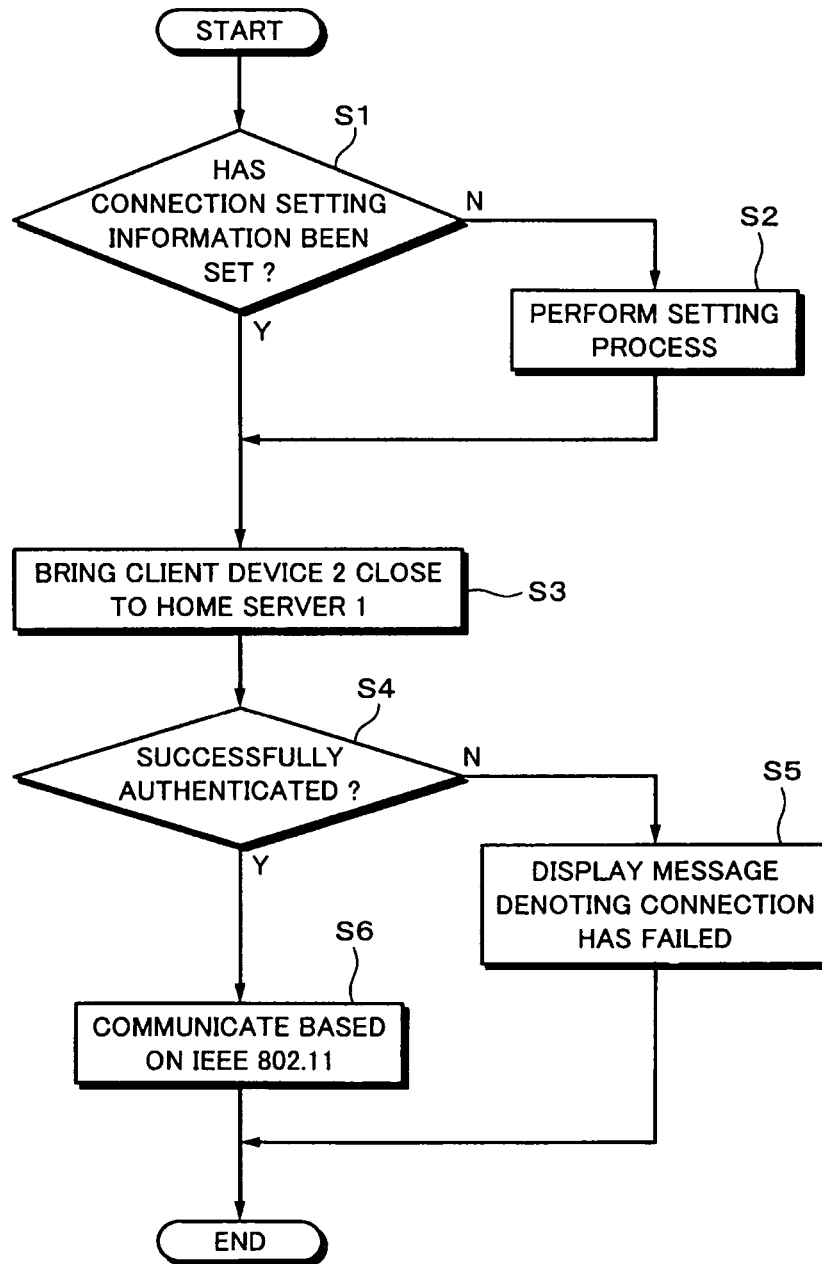 START
S1
HAS
CONNECTION SETTING
INFORMATION BEEN
SET ?
N
Y
S2
PERFORM SETTING
PROCESS
BRING CLIENT DEVICE 2 CLOSE
TO HOME SERVER 1
S3
S4
SUCCESSFULLY
AUTHENTICATED ?
N
Y
S5
DISPLAY MESSAGE
DENOTING CONNECTION
HAS FAILED
S6
COMMUNICATE BASED
ON IEEE 802.11
END